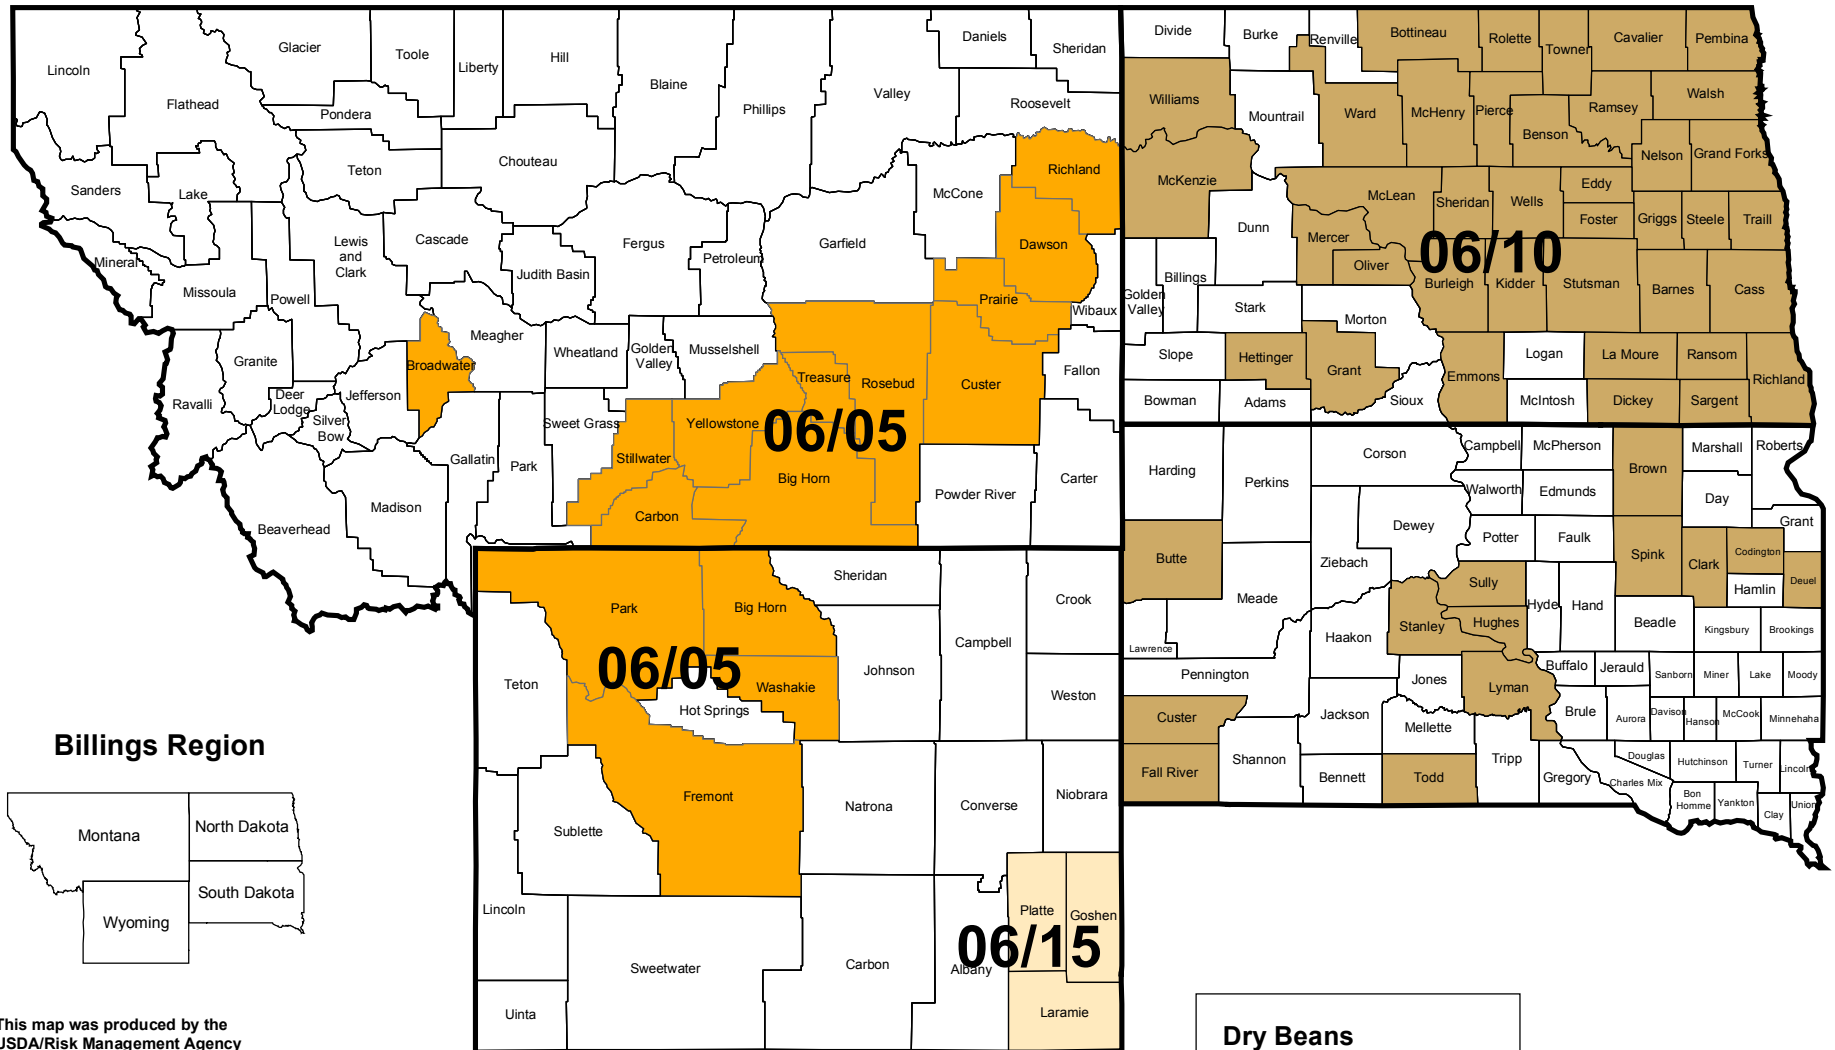 Lincoln
Flathead
Glacier
Toole
Liberty
Hill
Blaine
Phillips
Valley
Daniels
Sheridan
Roosevelt
Pondera
Teton
Chouteau
Sanders
Lake
Mineral
Missoula
Powell
Lewis
and
Clark
Cascade
Judith Basin
Fergus
Petroleum
Garfield
McCone
Richland
Dawson
Prairie
Wibaux
Granite
Ravalli
Deer
Lodge
Silver
Bow
Jefferson
Broadwater
Meagher
Wheatland
Golden
Valley
Musselshell
Treasure
Rosebud
Custer
Fallon
Sweet Grass
Stillwater
Yellowstone
06/05
Big Horn
Carbon
Powder River
Carter
Gallatin
Park
Madison
Beaverhead
Divide
Burke
Renville
Bottineau
Rolette
Towner
Cavalier
Pembina
Williams
Mountrail
Ward
McHenry
Pierce
Benson
Ramsey
Walsh
Nelson
Grand Forks
McKenzie
Dunn
McLean
Sheridan
Wells
Eddy
Foster
Griggs
Steele
Traill
Mercer
Oliver
06/10
Burleigh
Kidder
Stutsman
Barnes
Cass
Billings
Golden
Valley
Stark
Morton
Slope
Hettinger
Grant
Sioux
Emmons
Logan
La Moure
Ransom
Richland
Bowman
Adams
McIntosh
Dickey
Sargent
Harding
Perkins
Corson
Campbell
McPherson
Brown
Marshall
Roberts
Walworth
Edmunds
Day
Grant
Butte
Meade
Ziebach
Dewey
Potter
Faulk
Spink
Clark
Codington
Hamlin
Deuel
Sully
Hyde
Hand
Beadle
Kingsbury
Brookings
Lawrence
Haakon
Stanley
Hughes
Pennington
Jones
Lyman
Buffalo
Jerauld
Sanborn
Miner
Lake
Moody
Custer
Jackson
Mellette
Brule
Aurora
Davison
Hanson
McCook
Minnehaha
Fall River
Shannon
Bennett
Todd
Tripp
Gregory
Charles Mix
Douglas
Hutchinson
Turner
Lincoln
Bon
Homme
Yankton
Clay
Union
Park
Big Horn
Sheridan
Crook
Campbell
Johnson
Teton
06/05
Washakie
Hot Springs
Weston
Fremont
Natrona
Converse
Niobrara
Sublette
Lincoln
Platte
Goshen
06/15
Albany
Sweetwater
Carbon
Uinta
Laramie
Billings Region
Montana
North Dakota
South Dakota
Wyoming
This map was produced by the
USDA/Risk Management Agency
Dry Beans